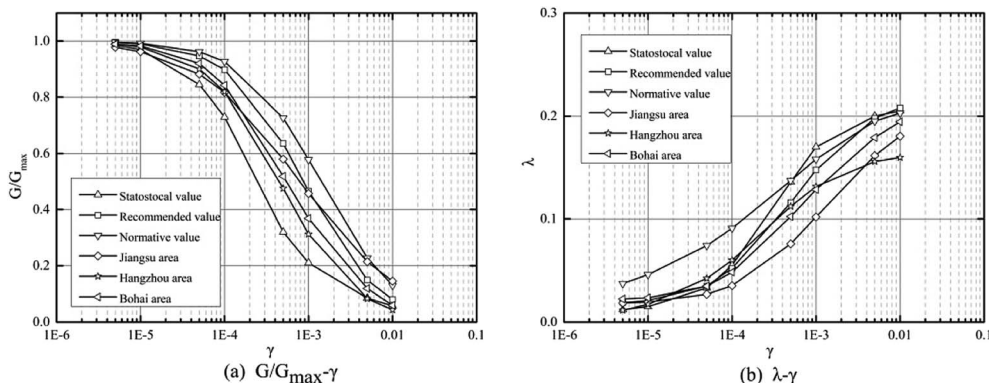 1.0
0.8
0.6
0.4
0.2
0.0
G/Gmax
Statostocal value
Recommended value
Normative value
Jiangsu area
Hangzhou area
Bohai area
1E-6 1E-5 1E-4 1E-3 0.01 0.1
γ
(a) G/Gmax-γ
0.3
0.2
0.1
0.0
λ
Statostocal value
Recommended value
Normative value
Jiangsu area
Hangzhou area
Bohai area
1E-6 1E-5 1E-4 1E-3 0.01 0.1
γ
(b) λ-γ